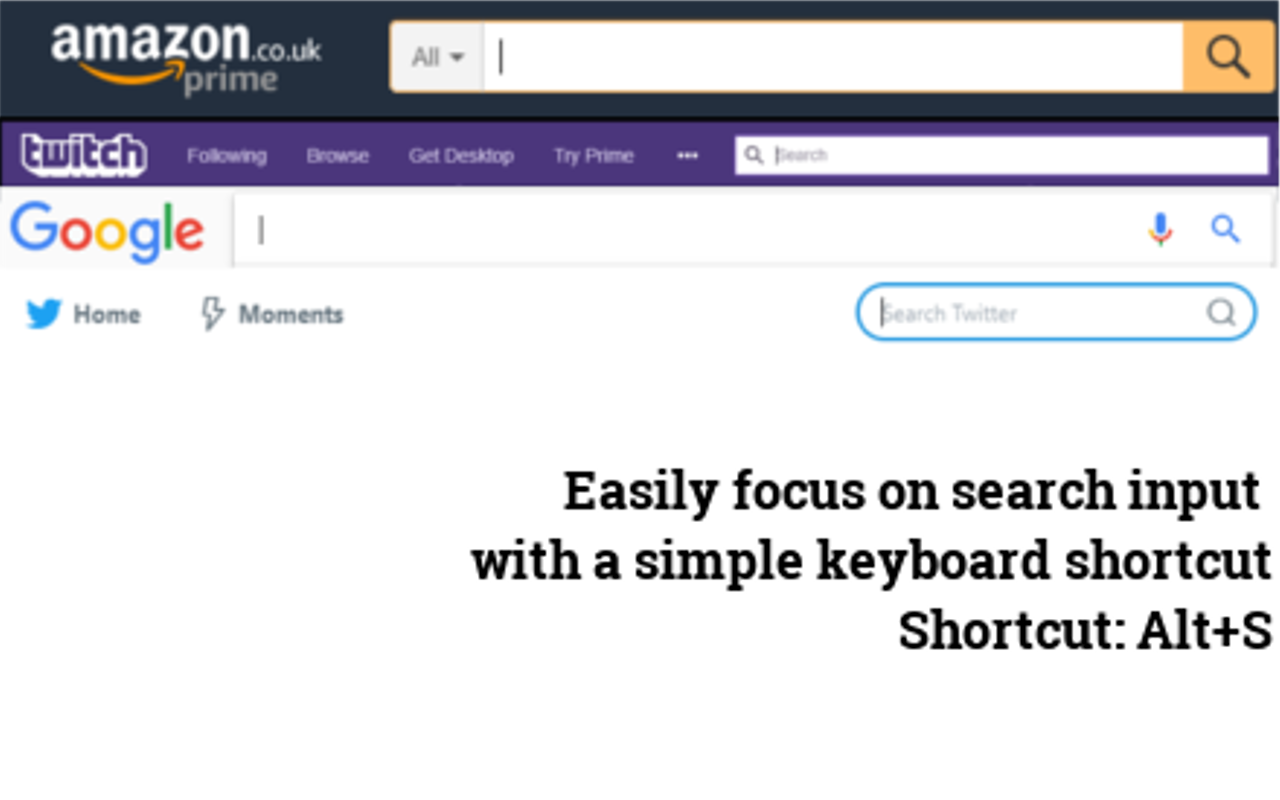 amazon.co.uk
prime
All
twitch Following Browse Get Desktop Try Prime ••• Search
Google
Home Moments Search Twitter
Easily focus on search input
with a simple keyboard shortcut
Shortcut: Alt+S